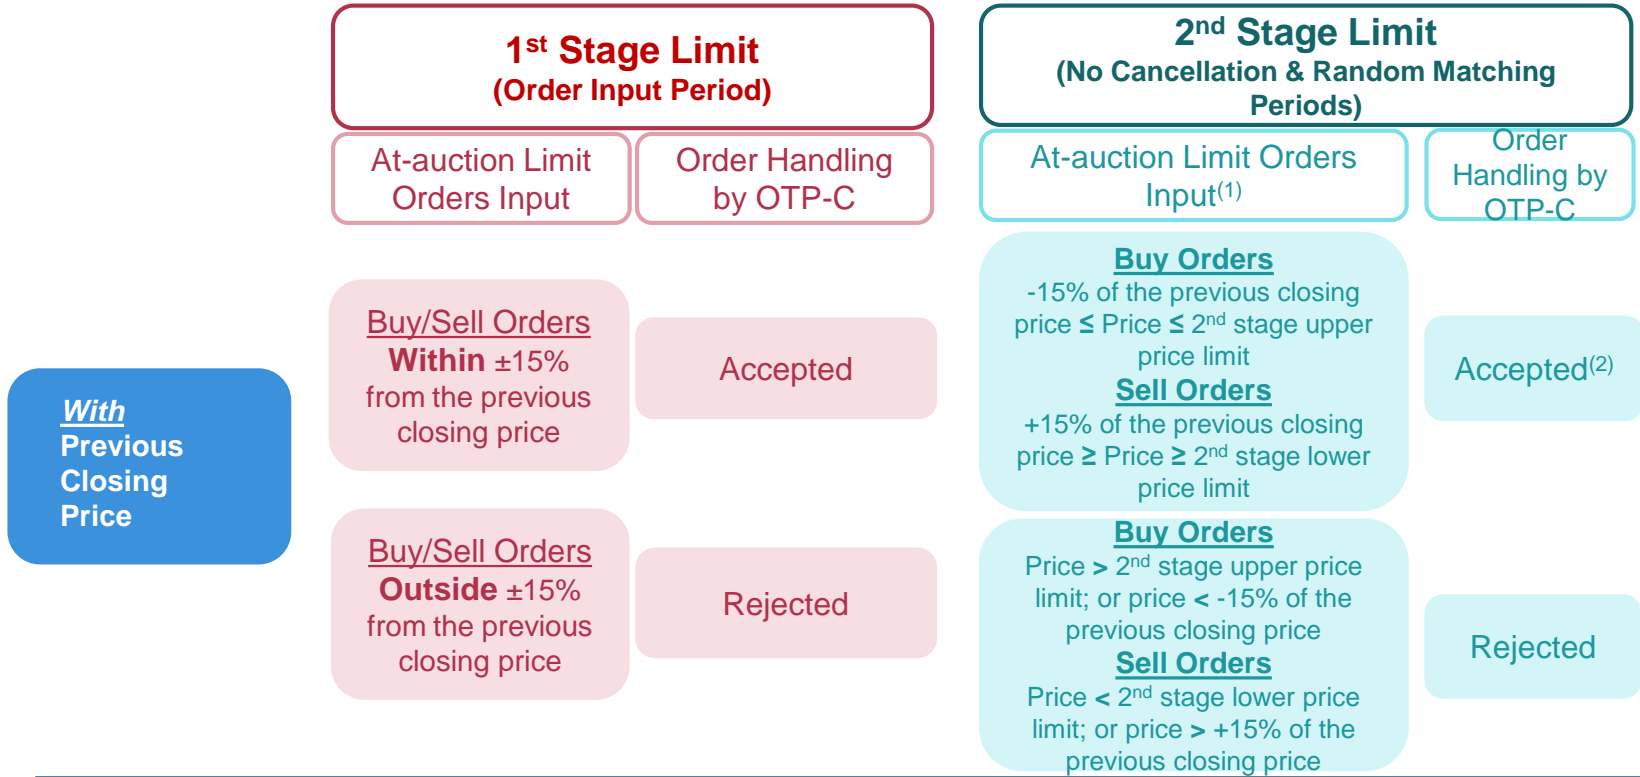 1st Stage Limit
(Order Input Period)
2nd Stage Limit
(No Cancellation & Random Matching
Periods)
At-auction Limit
Orders Input
Order Handling
by OTP-C
At-auction Limit Orders
Input(1)
Order
Handling by
OTP-C
With
Previous
Closing
Price
Buy/Sell Orders
Within ±15%
from the previous
closing price
Accepted
Buy Orders
-15% of the previous closing
price ≤ Price ≤ 2nd stage upper
price limit
Sell Orders
+15% of the previous closing
price ≥ Price ≥ 2nd stage lower
price limit
Accepted(2)
Buy/Sell Orders
Outside ±15%
from the previous
closing price
Rejected
Buy Orders
Price > 2nd stage upper price
limit; or price < -15% of the
previous closing price
Sell Orders
Price < 2nd stage lower price
limit; or price > +15% of the
previous closing price
Rejected